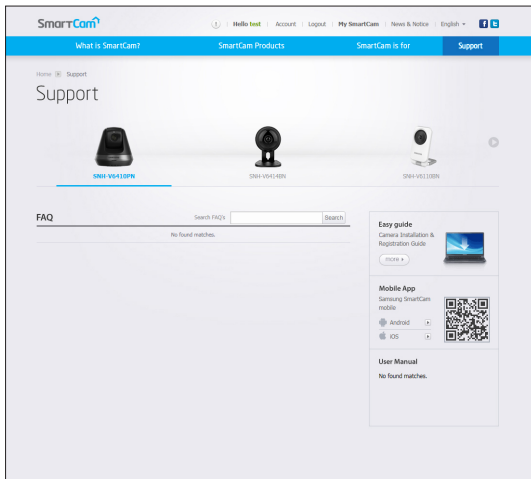 SmartCam
Hello test | Account | Logout | My SmartCam | News & Notice | English
What is SmartCam? SmartCam Products SmartCam is for Support
Home Support
Support
SNH-V6410PN SNH-V6414BN SNH-V6110BN
FAQ Search FAQ's Search
No found matches.
Easy guide
Camera Installation &
Registration Guide
more
Mobile App
Samsung SmartCam
mobile
Android
iOS
User Manual
No found matches.